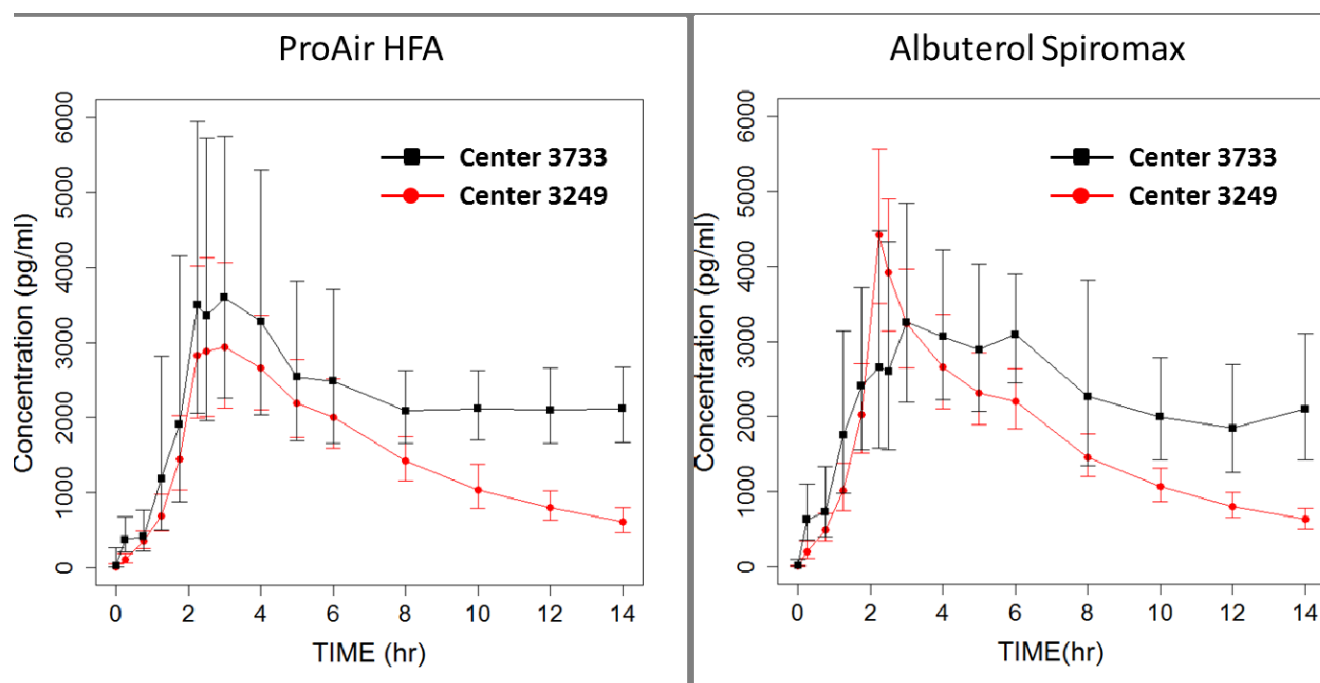 ProAir HFA
Concentration (pg/ml)
6000
5000
4000
3000
2000
1000
0
Center 3733
Center 3249
0 2 4 6 8 10 12 14
TIME (hr)
Albuterol Spiromax
Concentration (pg/ml)
6000
5000
4000
3000
2000
1000
0
Center 3733
Center 3249
0 2 4 6 8 10 12 14
TIME(hr)